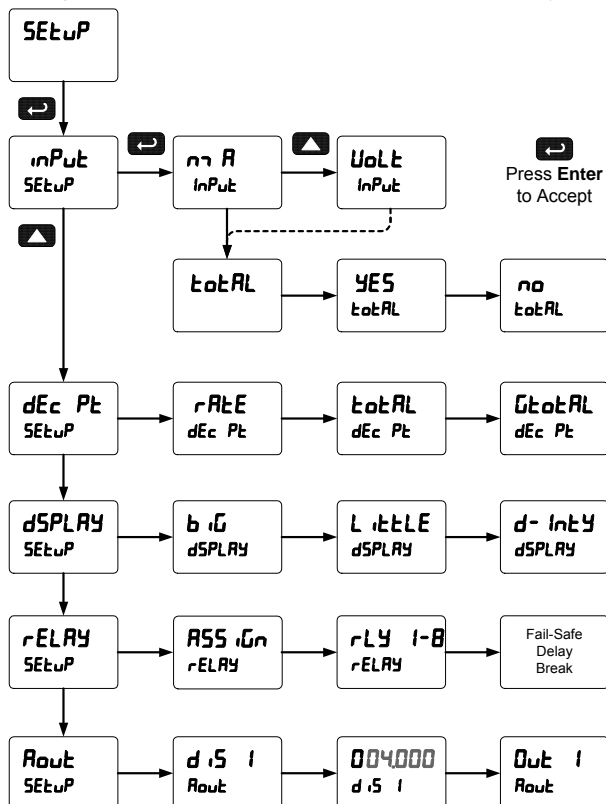 SEtuP
inPut
SEtuP
mA
InPut
VoLt
InPut
Press Enter
to Accept
totAL
YES
totAL
no
totAL
dEc Pt
SEtuP
rAtE
dEc Pt
totAL
dEc Pt
GtotAL
dEc Pt
dSPLAY
SEtuP
biG
dSPLAY
LittLE
dSPLAY
d-IntY
dSPLAY
rELAY
SEtuP
ASSiGn
rELAY
rLY 1-8
rELAY
Fail-Safe
Delay
Break
Aout
SEtuP
diS 1
Aout
004.000
diS 1
Out 1
Aout